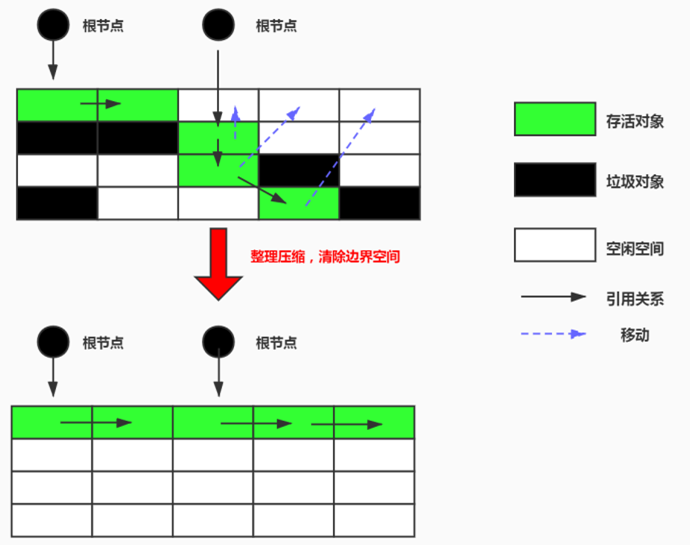 根节点
根节点
存活对象
垃圾对象
空闲空间
整理压缩，清除边界空间
引用关系
移动
根节点
根节点